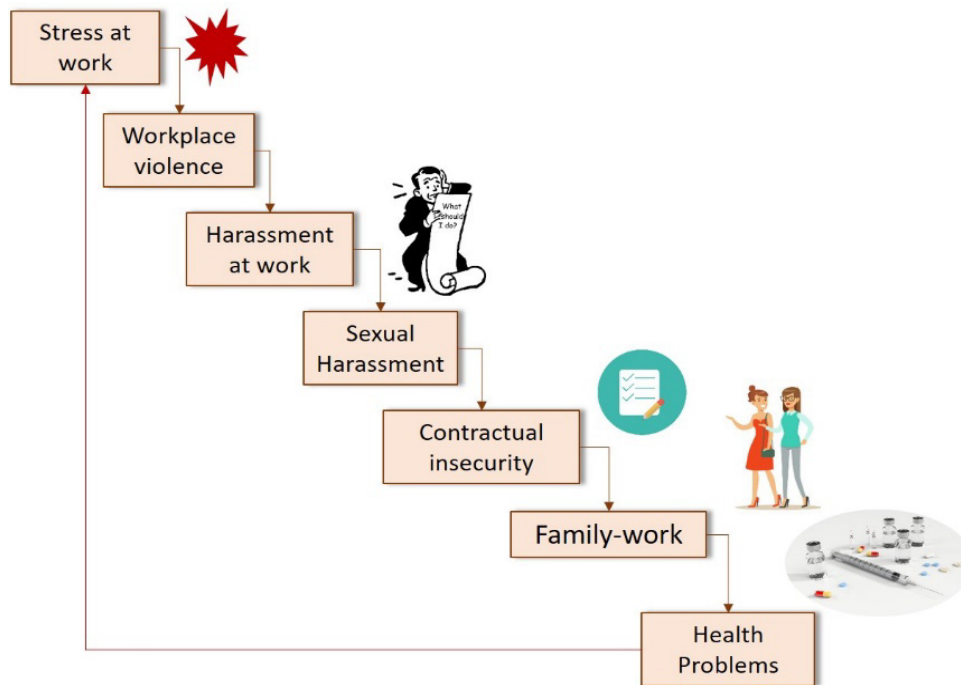 Stress at
work
Workplace
violence
Harassment
at work
What
I should
I do?
Sexual
Harassment
Contractual
insecurity
Family-work
Health
Problems